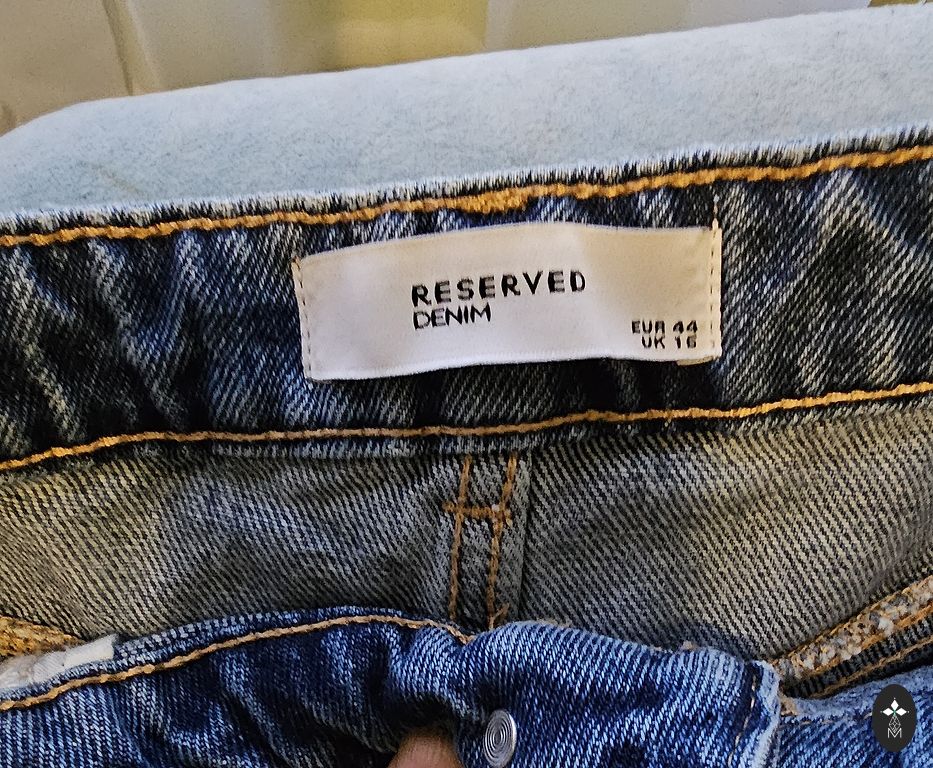 RESERVED
DENIM
EUR 44
UK 16